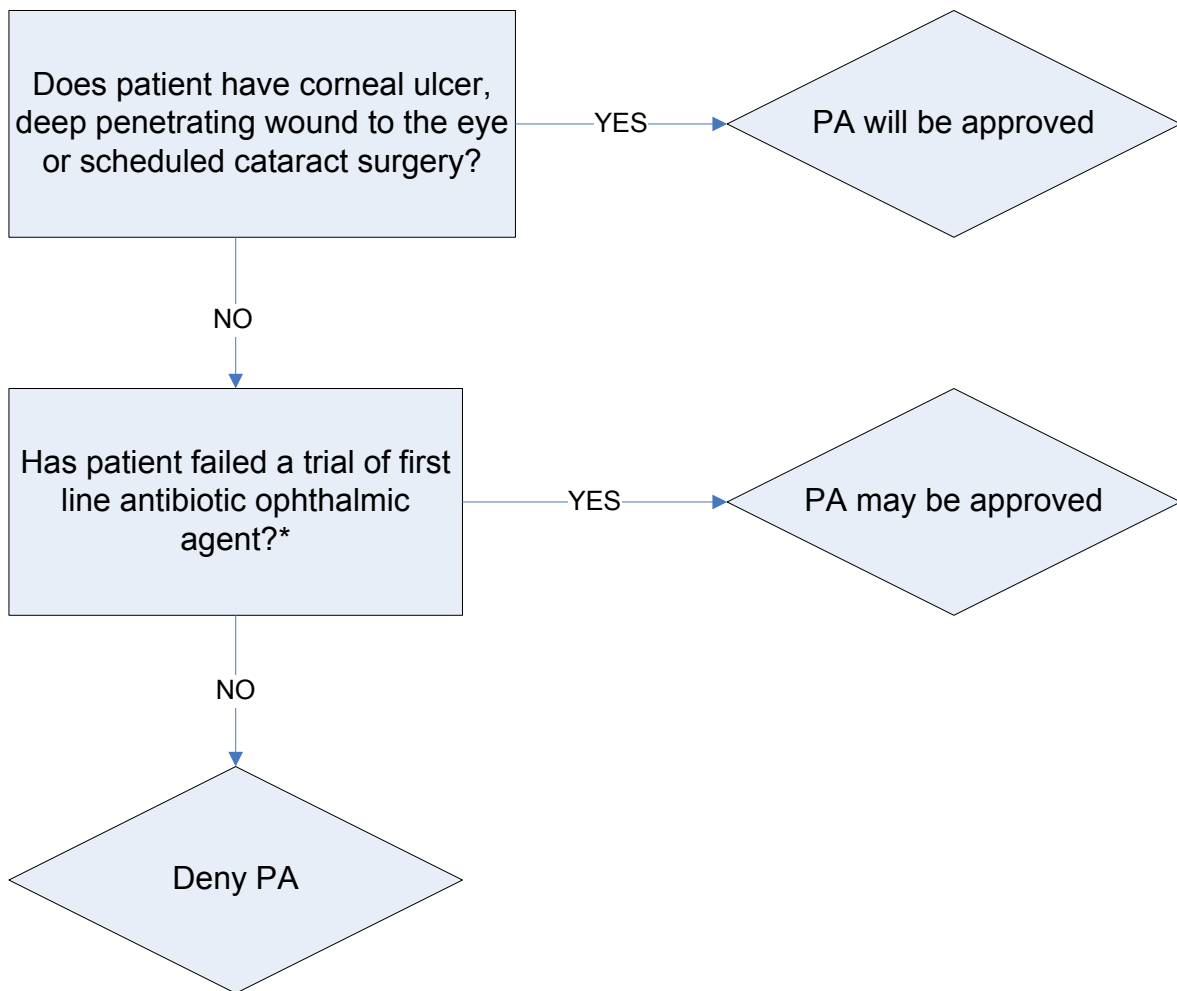 Does patient have corneal ulcer,
deep penetrating wound to the eye
or scheduled cataract surgery?
YES
PA will be approved
NO
Has patient failed a trial of first
line antibiotic ophthalmic
agent?*
YES
PA may be approved
NO
Deny PA